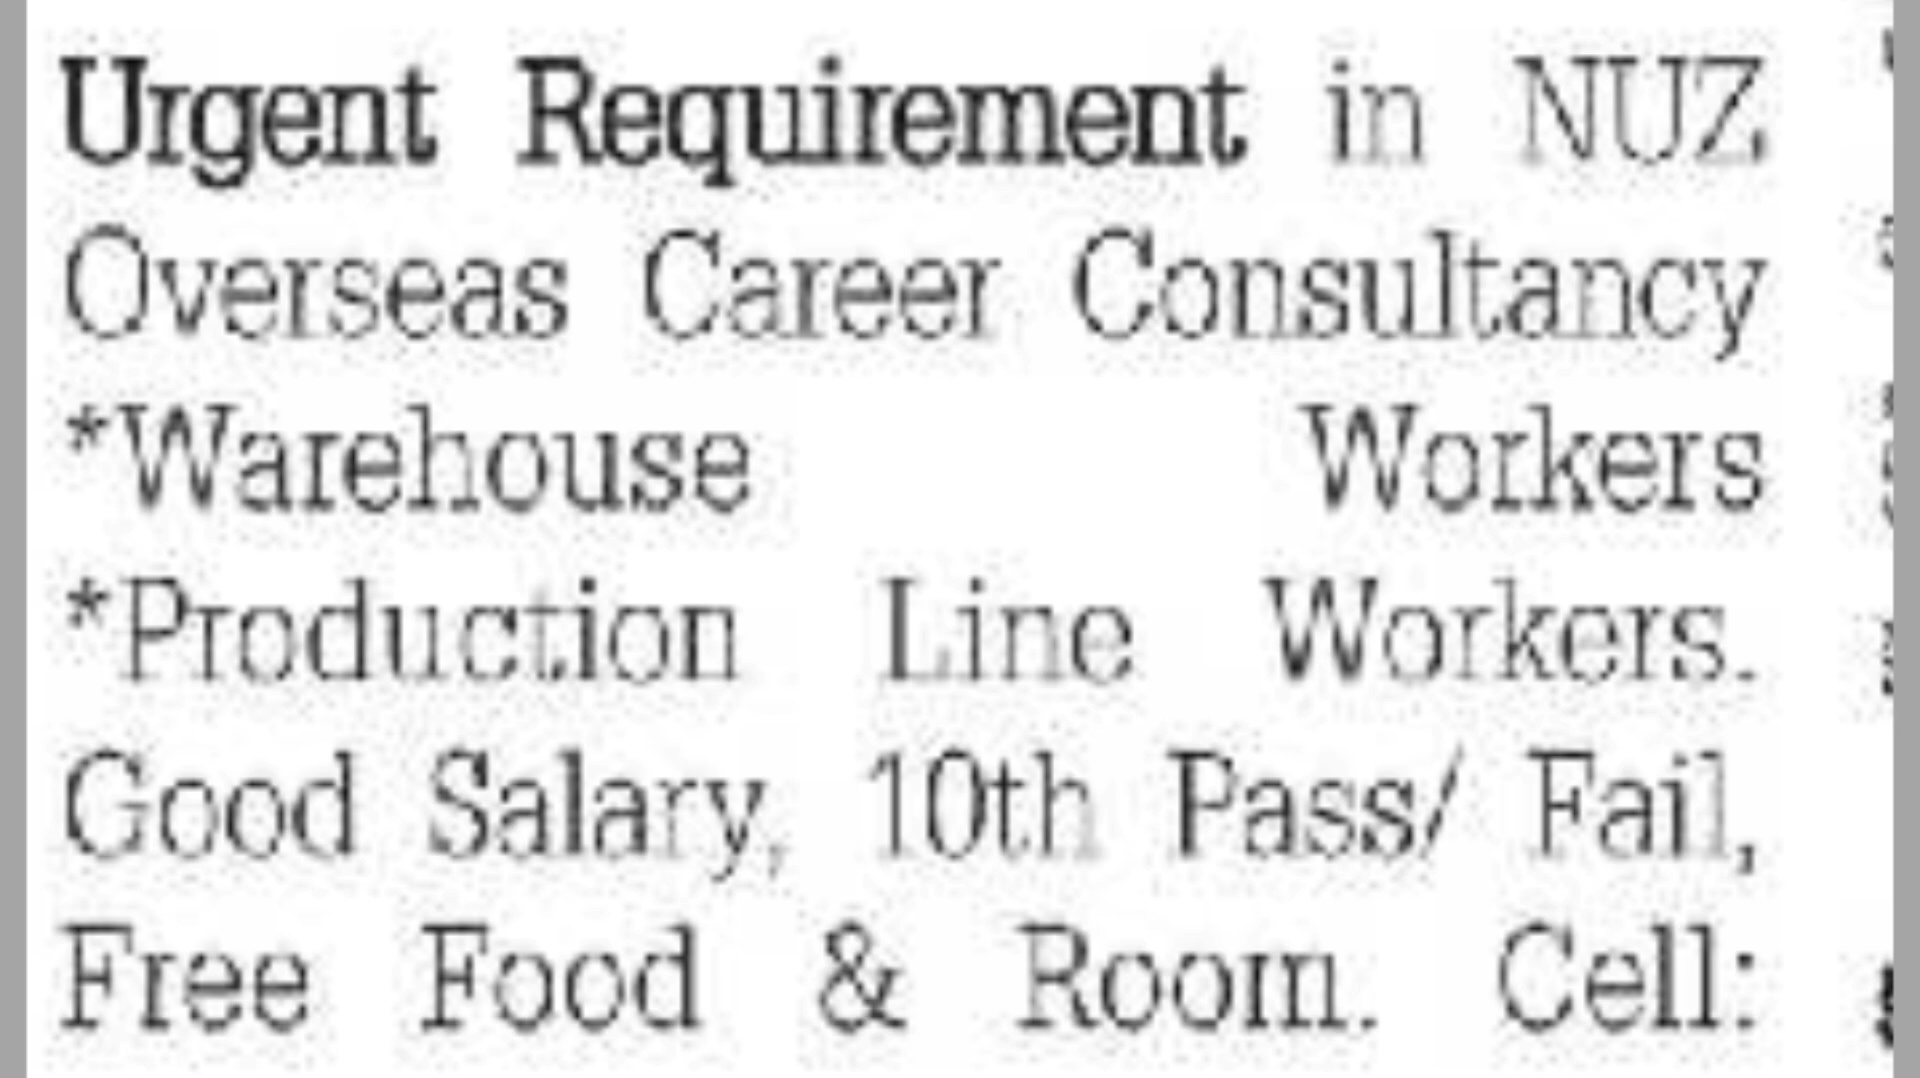 Urgent Requirement in NUZ
Overseas Career Consultancy
*Warehouse Workers
*Production Line Workers.
Good Salary, 10th Pass/ Fail,
Free Food & Room. Cell: